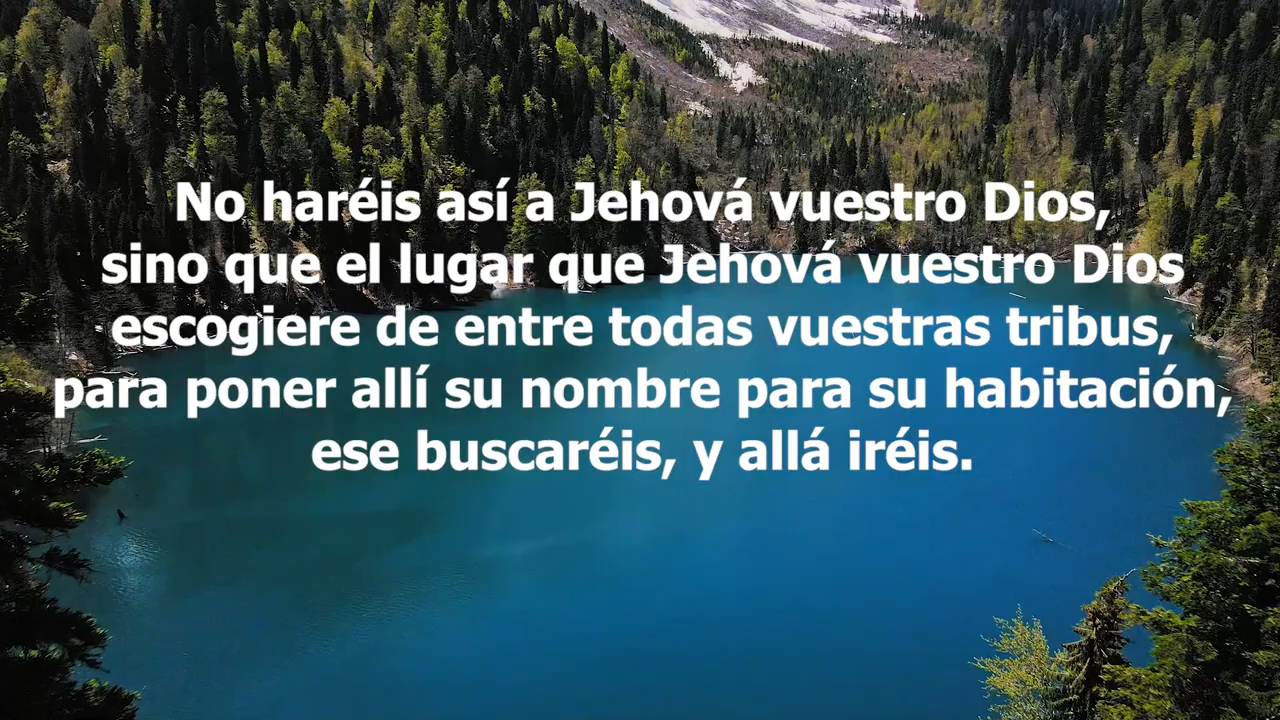 No haréis así a Jehová vuestro Dios,
sino que el lugar que Jehová vuestro Dios
escogiere de entre todas vuestras tribus,
para poner allí su nombre para su habitación,
ese buscaréis, y allá iréis.